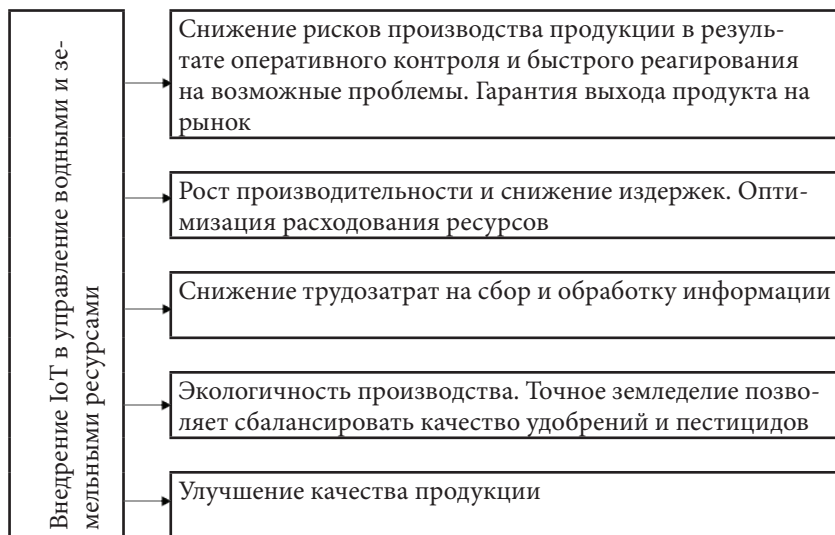 Внедрение IoT в управление водными и зе-
мельными ресурсами
Снижение рисков производства продукции в резуль-
тате оперативного контроля и быстрого реагирования
на возможные проблемы. Гарантия выхода продукта на
рынок
Рост производительности и снижение издержек. Опти-
мизация расходования ресурсов
Снижение трудозатрат на сбор и обработку информации
Экологичность производства. Точное земледелие позво-
ляет сбалансировать качество удобрений и пестицидов
Улучшение качества продукции